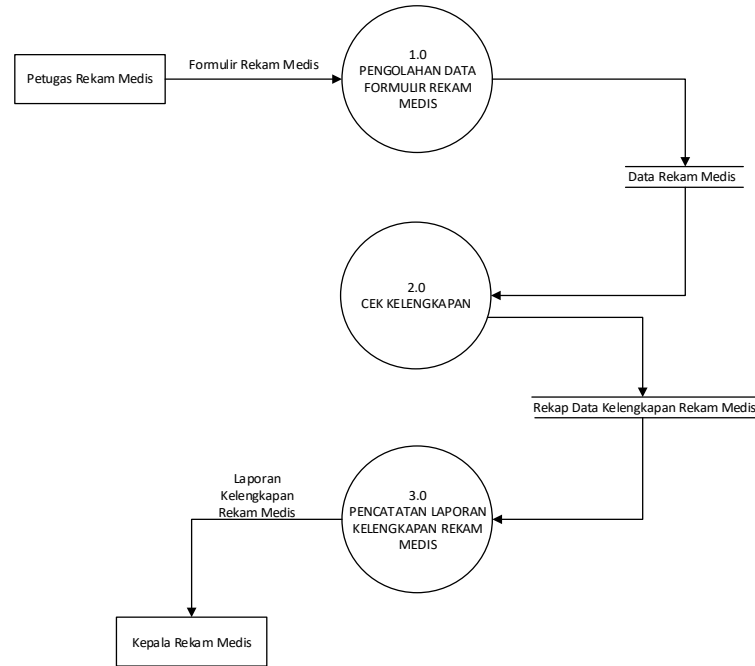 1.0
PENGOLAHAN DATA
FORMULIR REKAM
MEDIS
Petugas Rekam Medis
Formulir Rekam Medis
Data Rekam Medis
2.0
CEK KELENGKAPAN
Rekap Data Kelengkapan Rekam Medis
Laporan
Kelengkapan
Rekam Medis
3.0
PENCATATAN LAPORAN
KELENGKAPAN REKAM
MEDIS
Kepala Rekam Medis